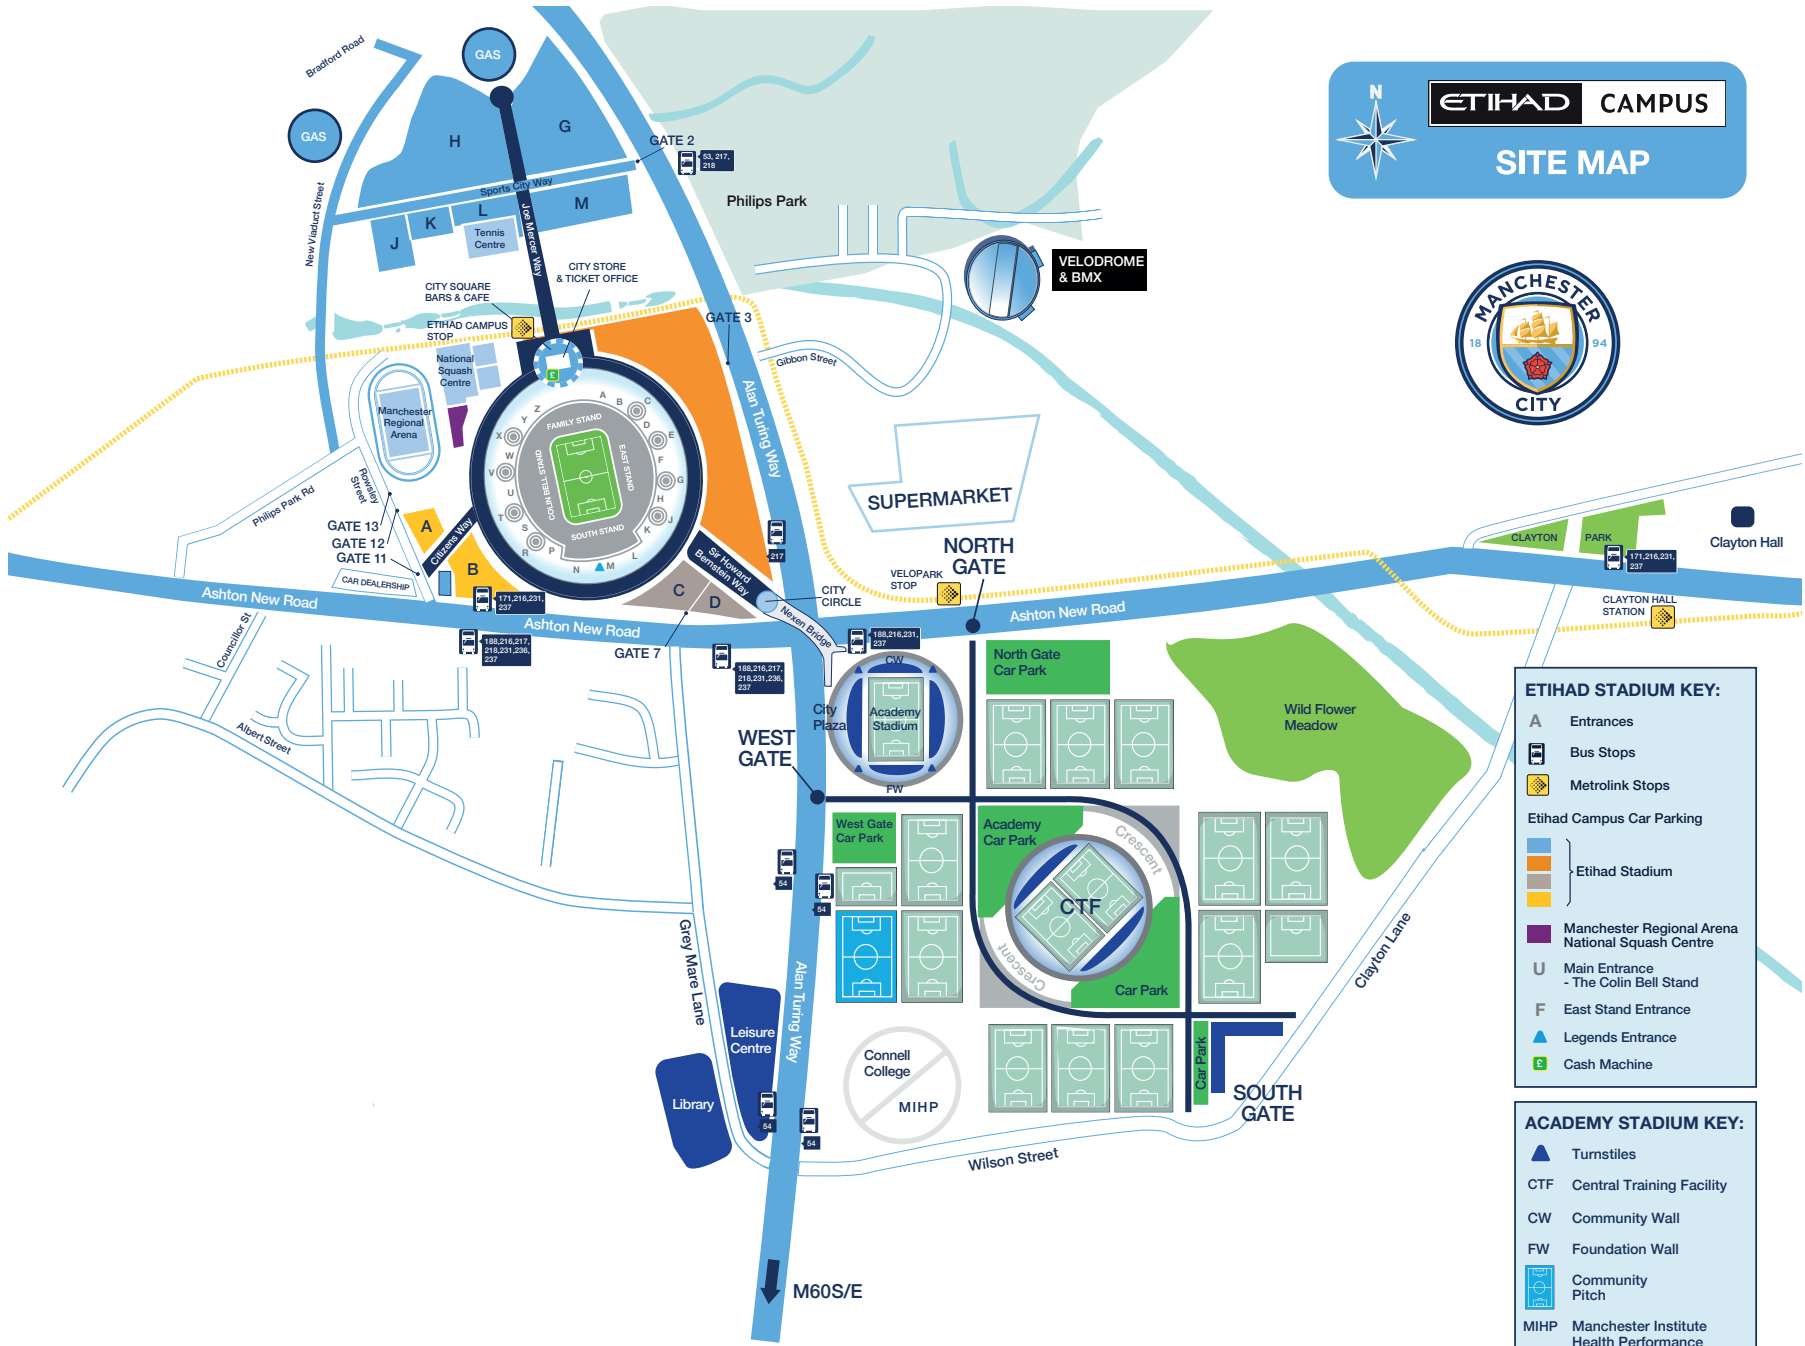 ETIHAD
CAMPUS
SITE MAP
N
MANCHESTER
18
94
CITY
Bradford Road
GAS
GAS
H
G
GATE 2
53, 217,
218
Sports City Way
New Viaduct Street
J
K
L
M
Tennis
Centre
Joe Mercer Way
Philips Park
VELODROME
& BMX
CITY STORE
& TICKET OFFICE
CITY SQUARE
BARS & CAFE
ETIHAD CAMPUS
STOP
GATE 3
Gibbon Street
Alan Turing Way
National
Squash
Centre
Manchester
Regional
Arena
£
A
B
C
D
E
F
G
H
J
K
L
M
N
P
R
S
T
U
V
W
X
Y
Z
FAMILY STAND
EAST STAND
SOUTH STAND
COLIN BELL STAND
Rowsley
Street
Philips Park Rd
GATE 13
GATE 12
GATE 11
A
Citizens Way
B
CAR DEALERSHIP
171,216,231,
237
Ashton New Road
Ashton New Road
188,216,217,
218,231,236,
237
C
D
Sir Howard
Bernstein Way
217
GATE 7
188,216,217,
218,231,236,
237
CITY
CIRCLE
Nexen Bridge
188,216,231,
237
SUPERMARKET
NORTH
GATE
VELOPARK
STOP
Ashton New Road
CLAYTON
PARK
171,216,231,
237
Clayton Hall
CLAYTON HALL
STATION
Councillor St
Albert Street
CW
City
Plaza
Academy
Stadium
FW
WEST
GATE
North Gate
Car Park
Wild Flower
Meadow
West Gate
Car Park
Academy
Car Park
Crescent
CTF
Crescent
Car Park
54
54
Grey Mare Lane
Alan Turing Way
Leisure
Centre
Library
54
54
Connell
College
MIHP
Car Park
SOUTH
GATE
Clayton Lane
Wilson Street
M60S/E
ETIHAD STADIUM KEY:
A Entrances
Bus Stops
Metrolink Stops
Etihad Campus Car Parking
Etihad Stadium
Manchester Regional Arena
National Squash Centre
U Main Entrance
- The Colin Bell Stand
F East Stand Entrance
Legends Entrance
£ Cash Machine
ACADEMY STADIUM KEY:
Turnstiles
CTF Central Training Facility
CW Community Wall
FW Foundation Wall
Community
Pitch
MIHP Manchester Institute
Health Performance